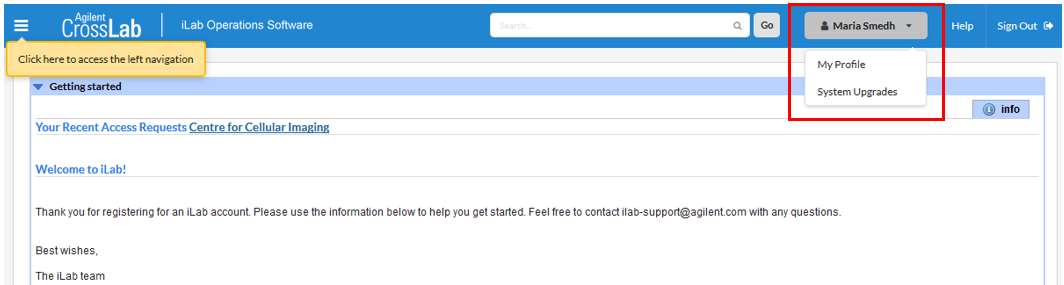 Agilent
CrossLab
iLab Operations Software
Search...
Go
Maria Smedh
Help
Sign Out
Click here to access the left navigation
My Profile
System Upgrades
Getting started
info
Your Recent Access Requests Centre for Cellular Imaging
Welcome to iLab!
Thank you for registering for an iLab account. Please use the information below to help you get started. Feel free to contact ilab-support@agilent.com with any questions.
Best wishes,
The iLab team